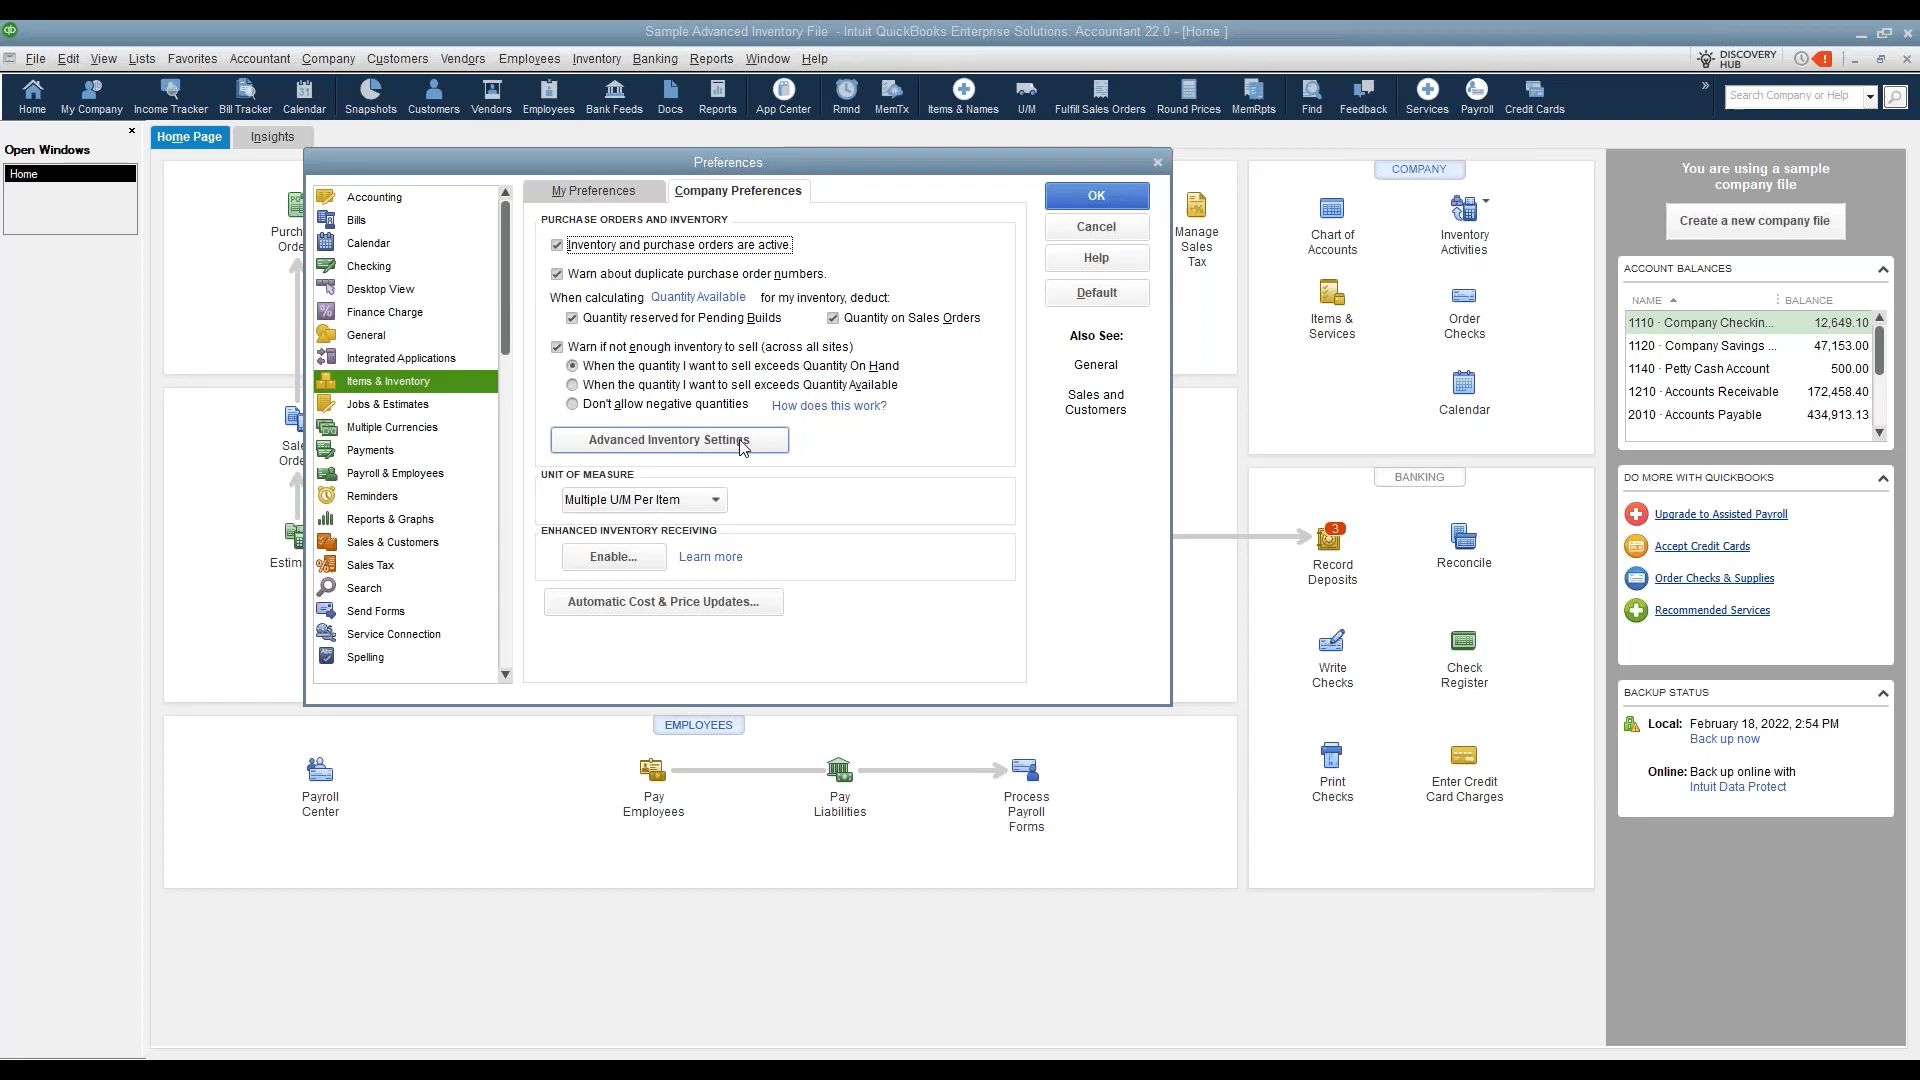 Sample Advanced Inventory File - Intuit QuickBooks Enterprise Solutions: Accountant 22.0 - [Home ]
File Edit View Lists Favorites Accountant Company Customers Vendors Employees Inventory Banking Reports Window Help
DISCOVERY
HUB
Home My Company Income Tracker Bill Tracker Calendar Snapshots Customers Vendors Employees Bank Feeds Docs Reports App Center Rmnd MemTx Items & Names U/M Fulfill Sales Orders Round Prices MemRpts Find Feedback Services Payroll Credit Cards
Search Company or Help
Open Windows
Home
Home Page
Insights
Purch
Orde
Sale
Orde
Estim
Manage
Sales
Tax
Preferences
Accounting
Bills
Calendar
Checking
Desktop View
Finance Charge
General
Integrated Applications
Items & Inventory
Jobs & Estimates
Multiple Currencies
Payments
Payroll & Employees
Reminders
Reports & Graphs
Sales & Customers
Sales Tax
Search
Send Forms
Service Connection
Spelling
My Preferences
Company Preferences
PURCHASE ORDERS AND INVENTORY
Inventory and purchase orders are active.
Warn about duplicate purchase order numbers.
When calculating Quantity Available for my inventory, deduct:
Quantity reserved for Pending Builds Quantity on Sales Orders
Warn if not enough inventory to sell (across all sites)
When the quantity I want to sell exceeds Quantity On Hand
When the quantity I want to sell exceeds Quantity Available
Don't allow negative quantities How does this work?
Advanced Inventory Settings
UNIT OF MEASURE
Multiple U/M Per Item
ENHANCED INVENTORY RECEIVING
Enable... Learn more
Automatic Cost & Price Updates...
OK
Cancel
Help
Default
Also See:
General
Sales and
Customers
EMPLOYEES
Payroll
Center
Pay
Employees
Pay
Liabilities
Process
Payroll
Forms
COMPANY
Chart of
Accounts
Inventory
Activities
Items &
Services
Order
Checks
Calendar
BANKING
3
Record
Deposits
Reconcile
Write
Checks
Check
Register
Print
Checks
Enter Credit
Card Charges
You are using a sample
company file
Create a new company file
ACCOUNT BALANCES
NAME BALANCE
1110 · Company Checkin... 12,649.10
1120 · Company Savings ... 47,153.00
1140 · Petty Cash Account 500.00
1210 · Accounts Receivable 172,458.40
2010 · Accounts Payable 434,913.13
DO MORE WITH QUICKBOOKS
Upgrade to Assisted Payroll
Accept Credit Cards
Order Checks & Supplies
Recommended Services
BACKUP STATUS
Local: February 18, 2022, 2:54 PM
Back up now
Online: Back up online with
Intuit Data Protect